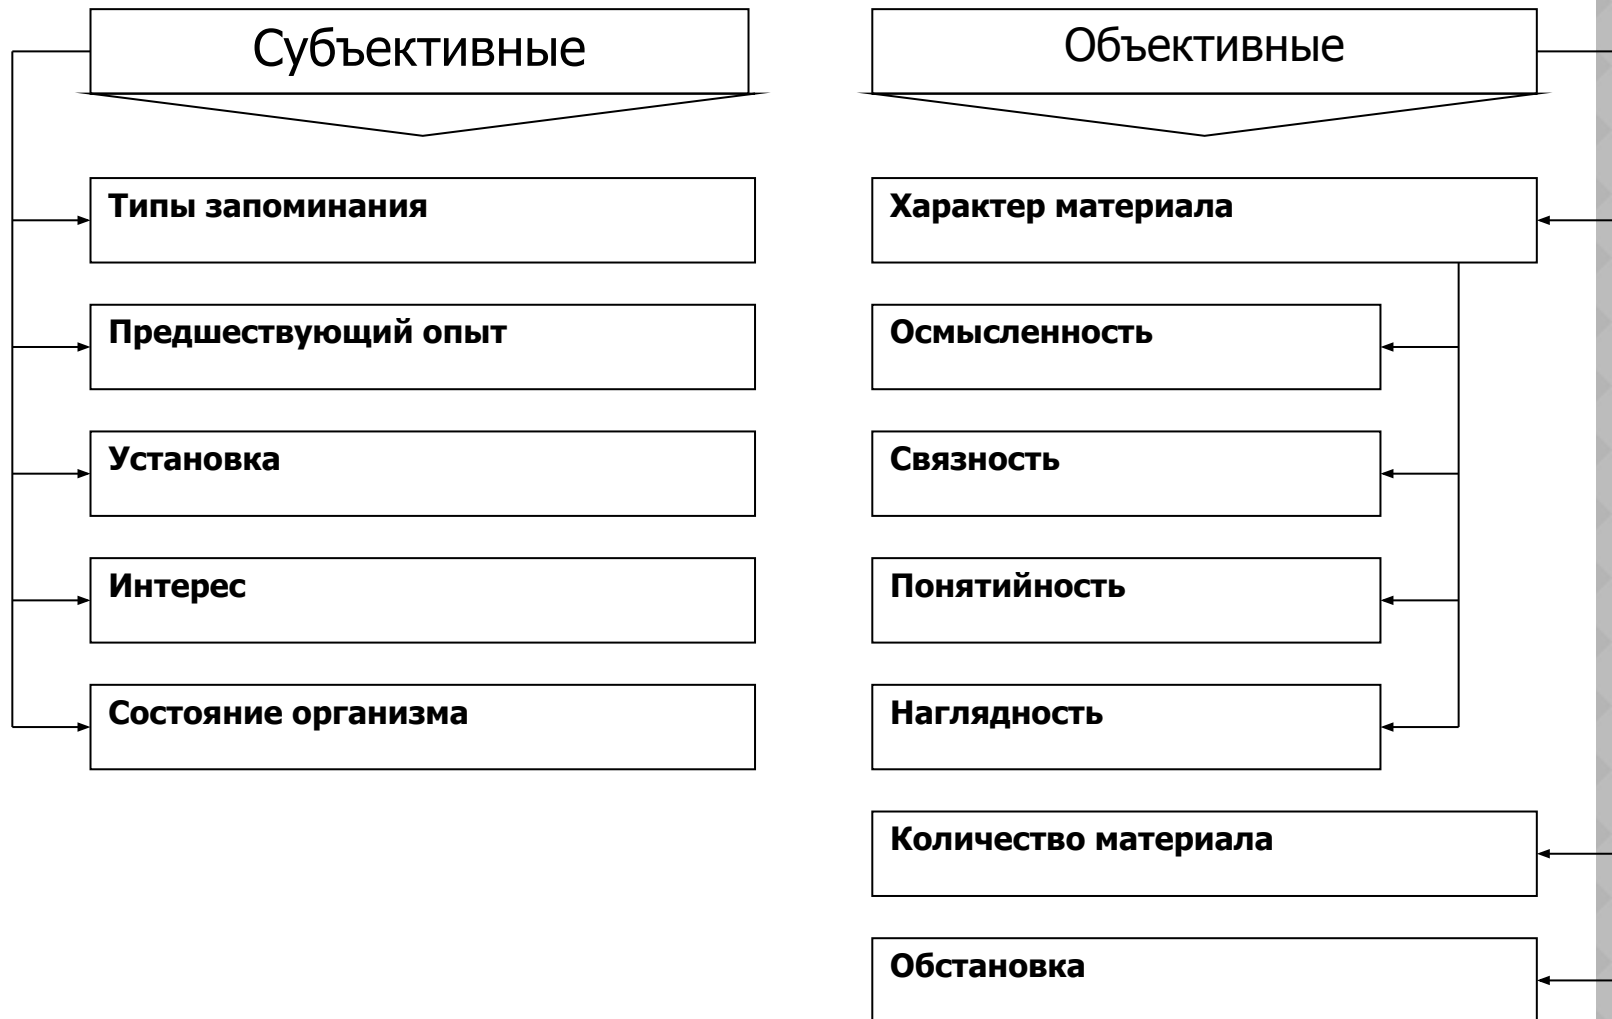 Субъективные
Типы запоминания
Предшествующий опыт
Установка
Интерес
Состояние организма
Объективные
Характер материала
Осмысленность
Связность
Понятийность
Наглядность
Количество материала
Обстановка